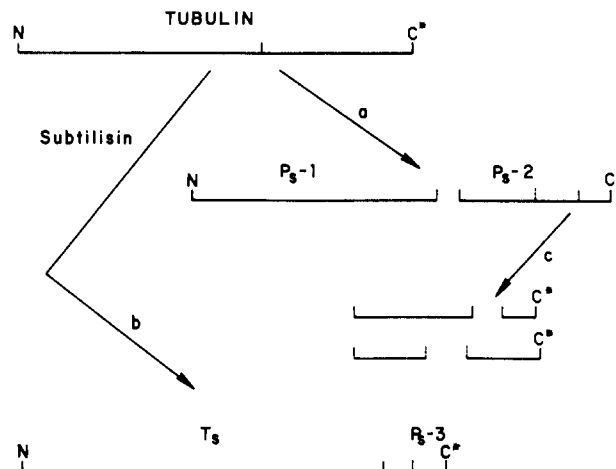 N TUBULIN C*
a
Subtilisin
N Ps-1 Ps-2 C
c
C*
b
C*
Ts Ps-3
N C*